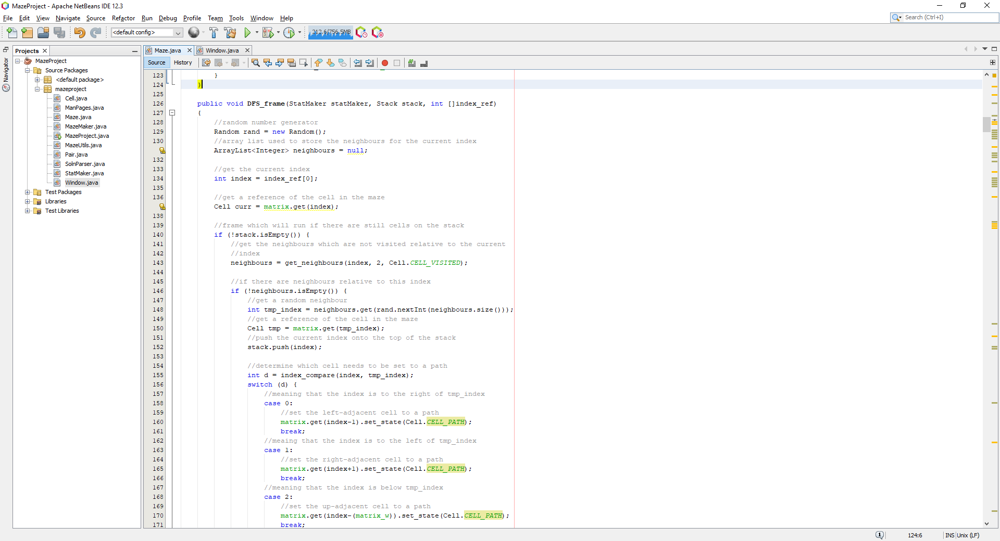 MazeProject - Apache NetBeans IDE 12.3
File Edit View Navigate Source Refactor Run Debug Profile Team Tools Window Help
Search (Ctrl+I)
<default config>
212.6/756.5MB
Projects
Navigator
MazeProject
Source Packages
<default package>
mazeproject
Cell.java
ManPages.java
Maze.java
MazeMaker.java
MazeProject.java
MazeUtils.java
Pair.java
SolnParser.java
StatMaker.java
Window.java
Test Packages
Libraries
Test Libraries
Maze.java Window.java
Source History
123 }
124 }
125
126 public void DFS_frame(StatMaker statMaker, Stack stack, int []index_ref)
127 {
128 //random number generator
129 Random rand = new Random();
130 //array list used to store the neighbours for the current index
ArrayList<Integer> neighbours = null;
132
133 //get the current index
134 int index = index_ref[0];
135
136 //get a reference of the cell in the maze
Cell curr = matrix.get(index);
138
139 //frame which will run if there are still cells on the stack
140 if (!stack.isEmpty()) {
141 //get the neighbours which are not visited relative to the current
142 //index
143 neighbours = get_neighbours(index, 2, Cell.CELL_VISITED);
144
145 //if there are neighbours relative to this index
146 if (!neighbours.isEmpty()) {
147 //get a random neighbour
148 int tmp_index = neighbours.get(rand.nextInt(neighbours.size()));
149 //get a reference of the cell in the maze
150 Cell tmp = matrix.get(tmp_index);
151 //push the current index onto the top of the stack
152 stack.push(index);
153
154 //determine which cell needs to be set to a path
155 int d = index_compare(index, tmp_index);
156 switch (d) {
157 //meaning that the index is to the right of tmp_index
158 case 0:
159 //set the left-adjacent cell to a path
160 matrix.get(index-1).set_state(Cell.CELL_PATH);
161 break;
162 //meaing that the index is to the left of tmp_index
163 case 1:
164 //set the right-adjacent cell to a path
165 matrix.get(index+1).set_state(Cell.CELL_PATH);
166 break;
167 //meaning that the index is below tmp_index
168 case 2:
169 //set the up-adjacent cell to a path
170 matrix.get(index-(matrix_w)).set_state(Cell.CELL_PATH);
171 break;
1 124:6 INS Unix (LF)